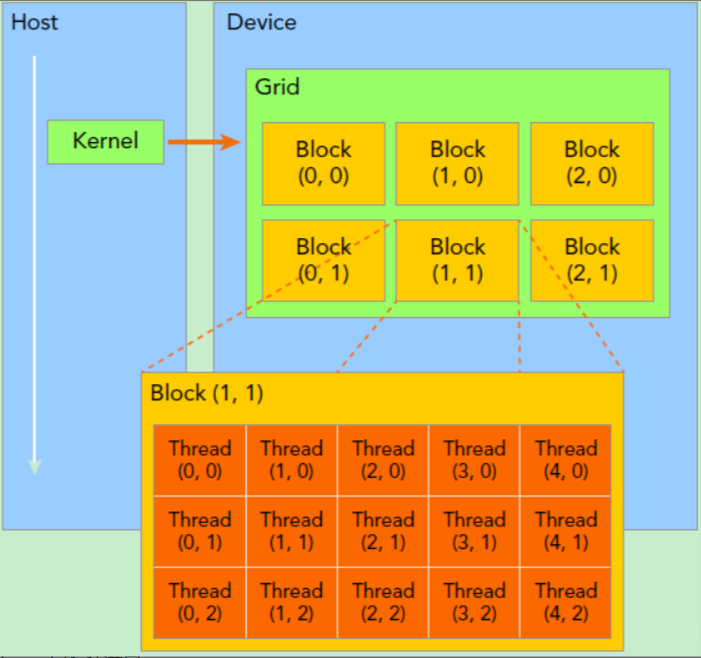 Host
Device
Grid
Kernel
Block
(0, 0)
Block
(1, 0)
Block
(2, 0)
Block
(0, 1)
Block
(1, 1)
Block
(2, 1)
Block (1, 1)
Thread
(0, 0)
Thread
(1, 0)
Thread
(2, 0)
Thread
(3, 0)
Thread
(4, 0)
Thread
(0, 1)
Thread
(1, 1)
Thread
(2, 1)
Thread
(3, 1)
Thread
(4, 1)
Thread
(0, 2)
Thread
(1, 2)
Thread
(2, 2)
Thread
(3, 2)
Thread
(4, 2)